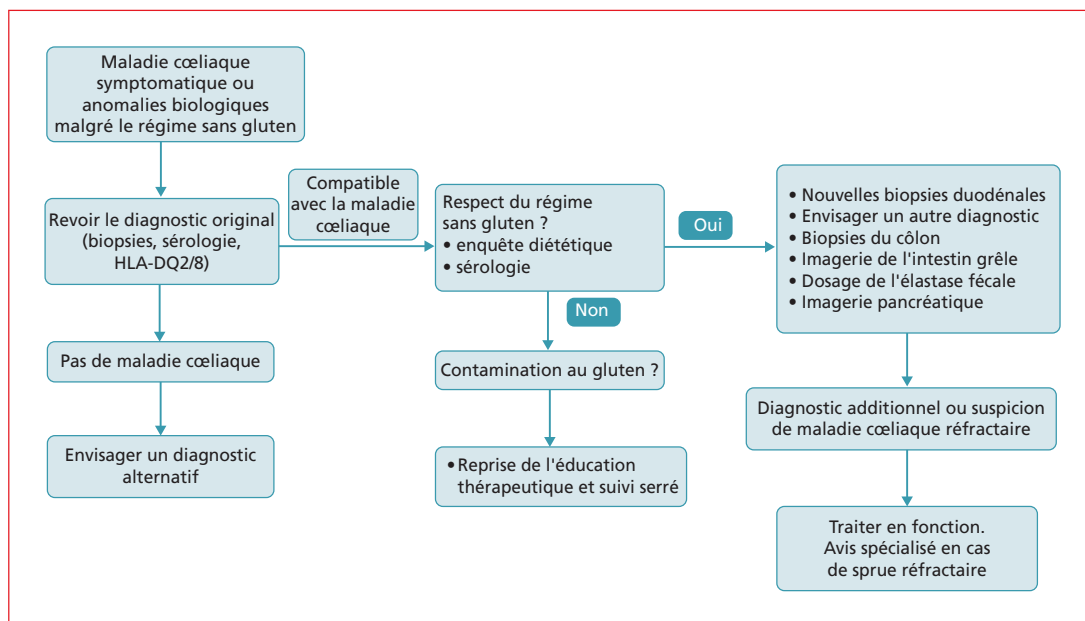 Maladie cœliaque
symptomatique ou
anomalies biologiques
malgré le régime sans gluten
Revoir le diagnostic original
(biopsies, sérologie,
HLA-DQ2/8)
Pas de maladie cœliaque
Envisager un diagnostic
alternatif
Compatible
avec la maladie
cœliaque
Respect du régime
sans gluten ?
• enquête diététique
• sérologie
Non
Contamination au gluten ?
• Reprise de l'éducation
thérapeutique et suivi serré
Oui
• Nouvelles biopsies duodénales
• Envisager un autre diagnostic
• Biopsies du côlon
• Imagerie de l'intestin grêle
• Dosage de l'élastase fécale
• Imagerie pancréatique
Diagnostic additionnel ou suspicion
de maladie cœliaque réfractaire
Traiter en fonction.
Avis spécialisé en cas
de sprue réfractaire